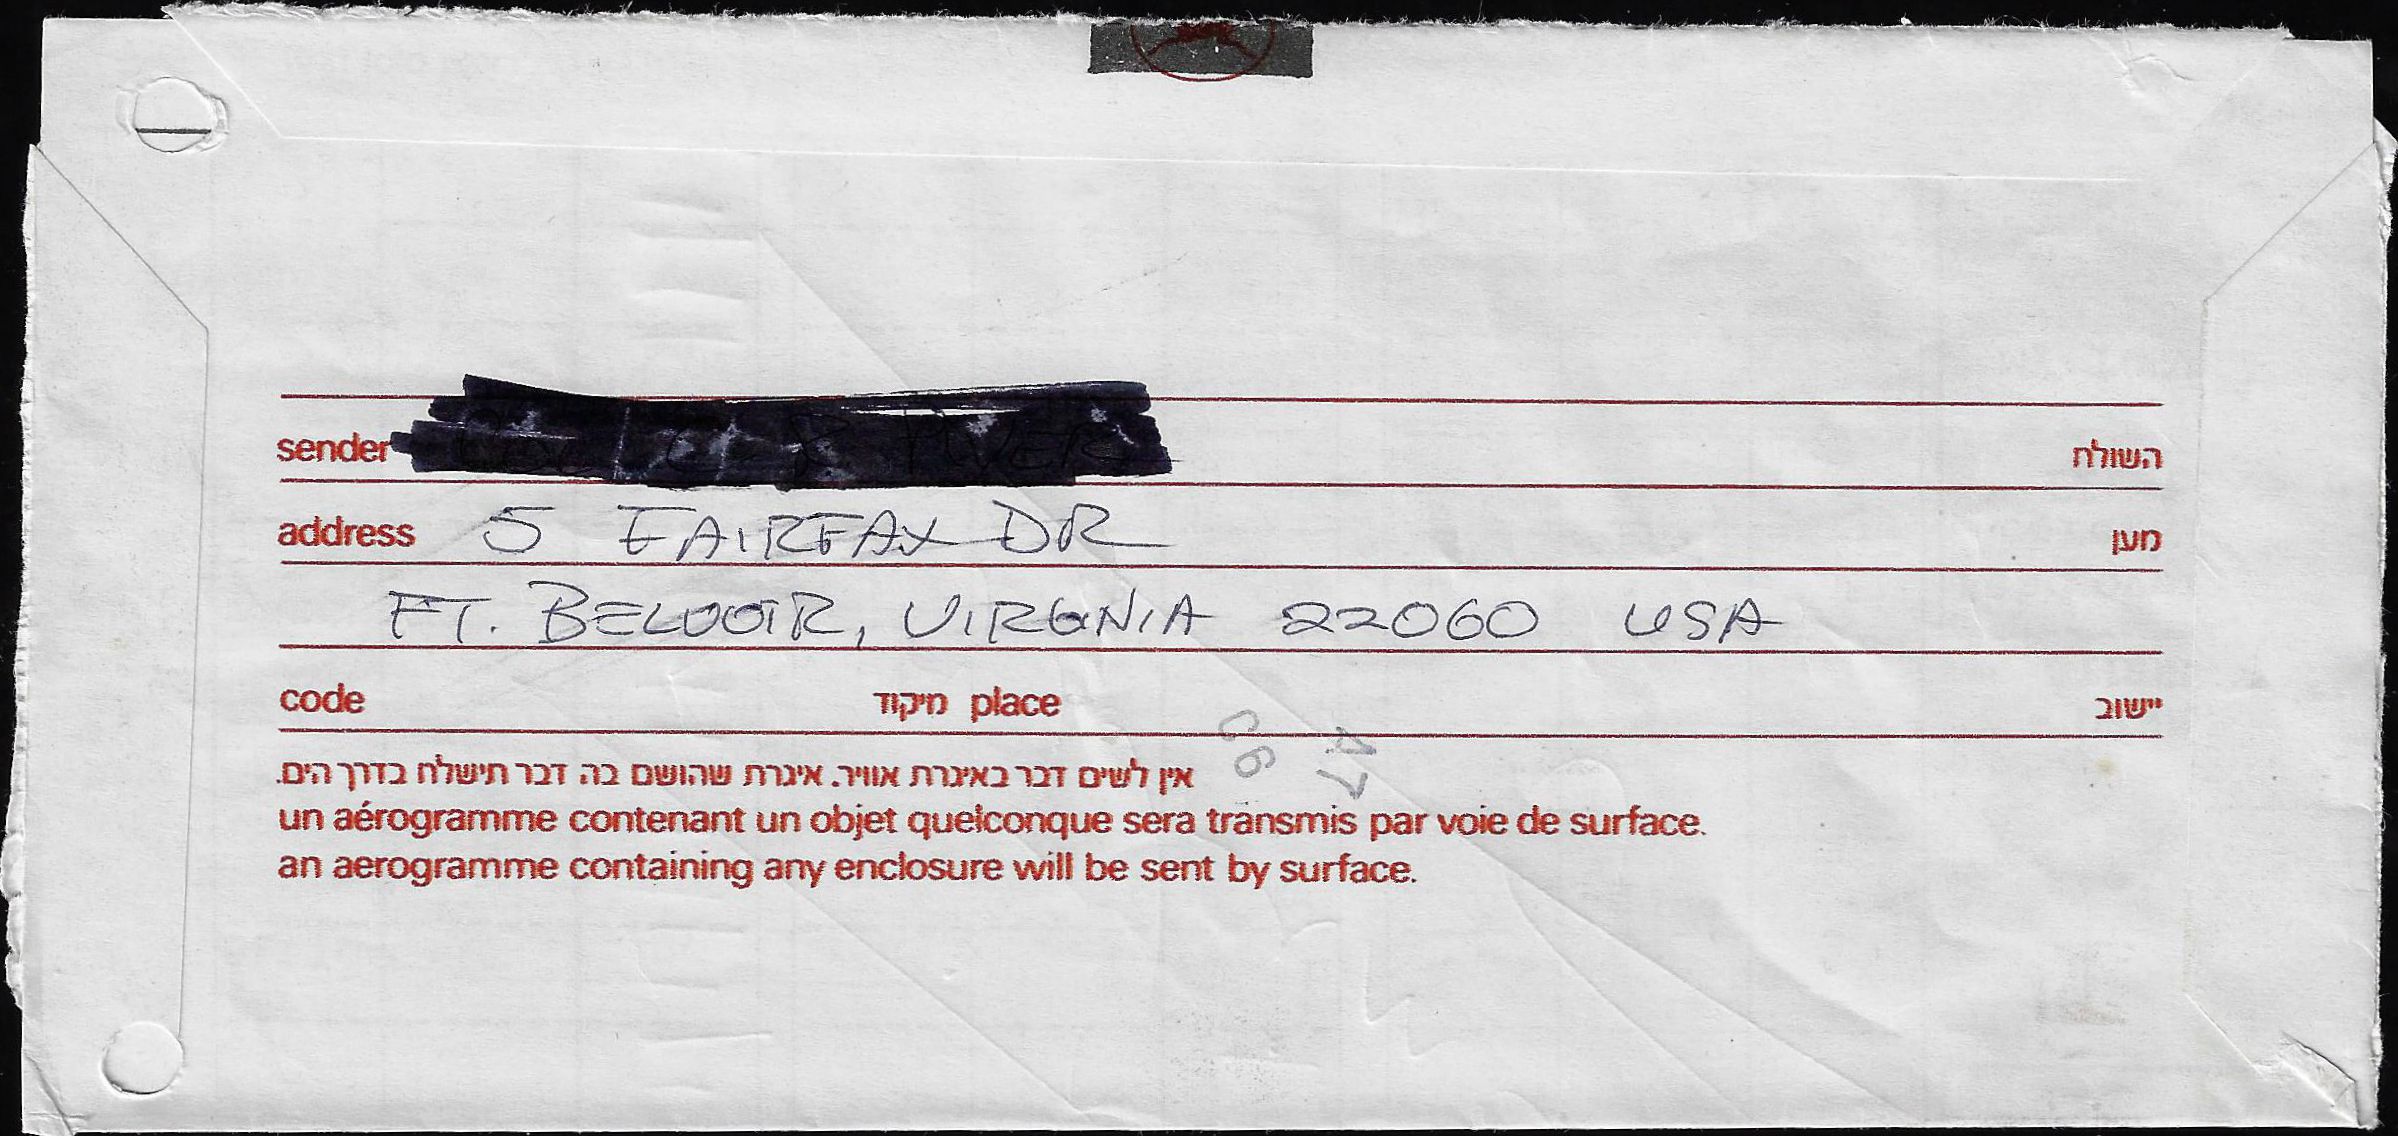 sender השולח
address 5 FAIRFAX DR מען
FT. BELVOIR, VIRGINIA 22060 USA
code מיקוד place יישוב
אין לשים דבר באיגרת אוויר. איגרת שהושם בה דבר תישלח בדרך הים.
un aérogramme contenant un objet quelconque sera transmis par voie de surface.
an aerogramme containing any enclosure will be sent by surface.